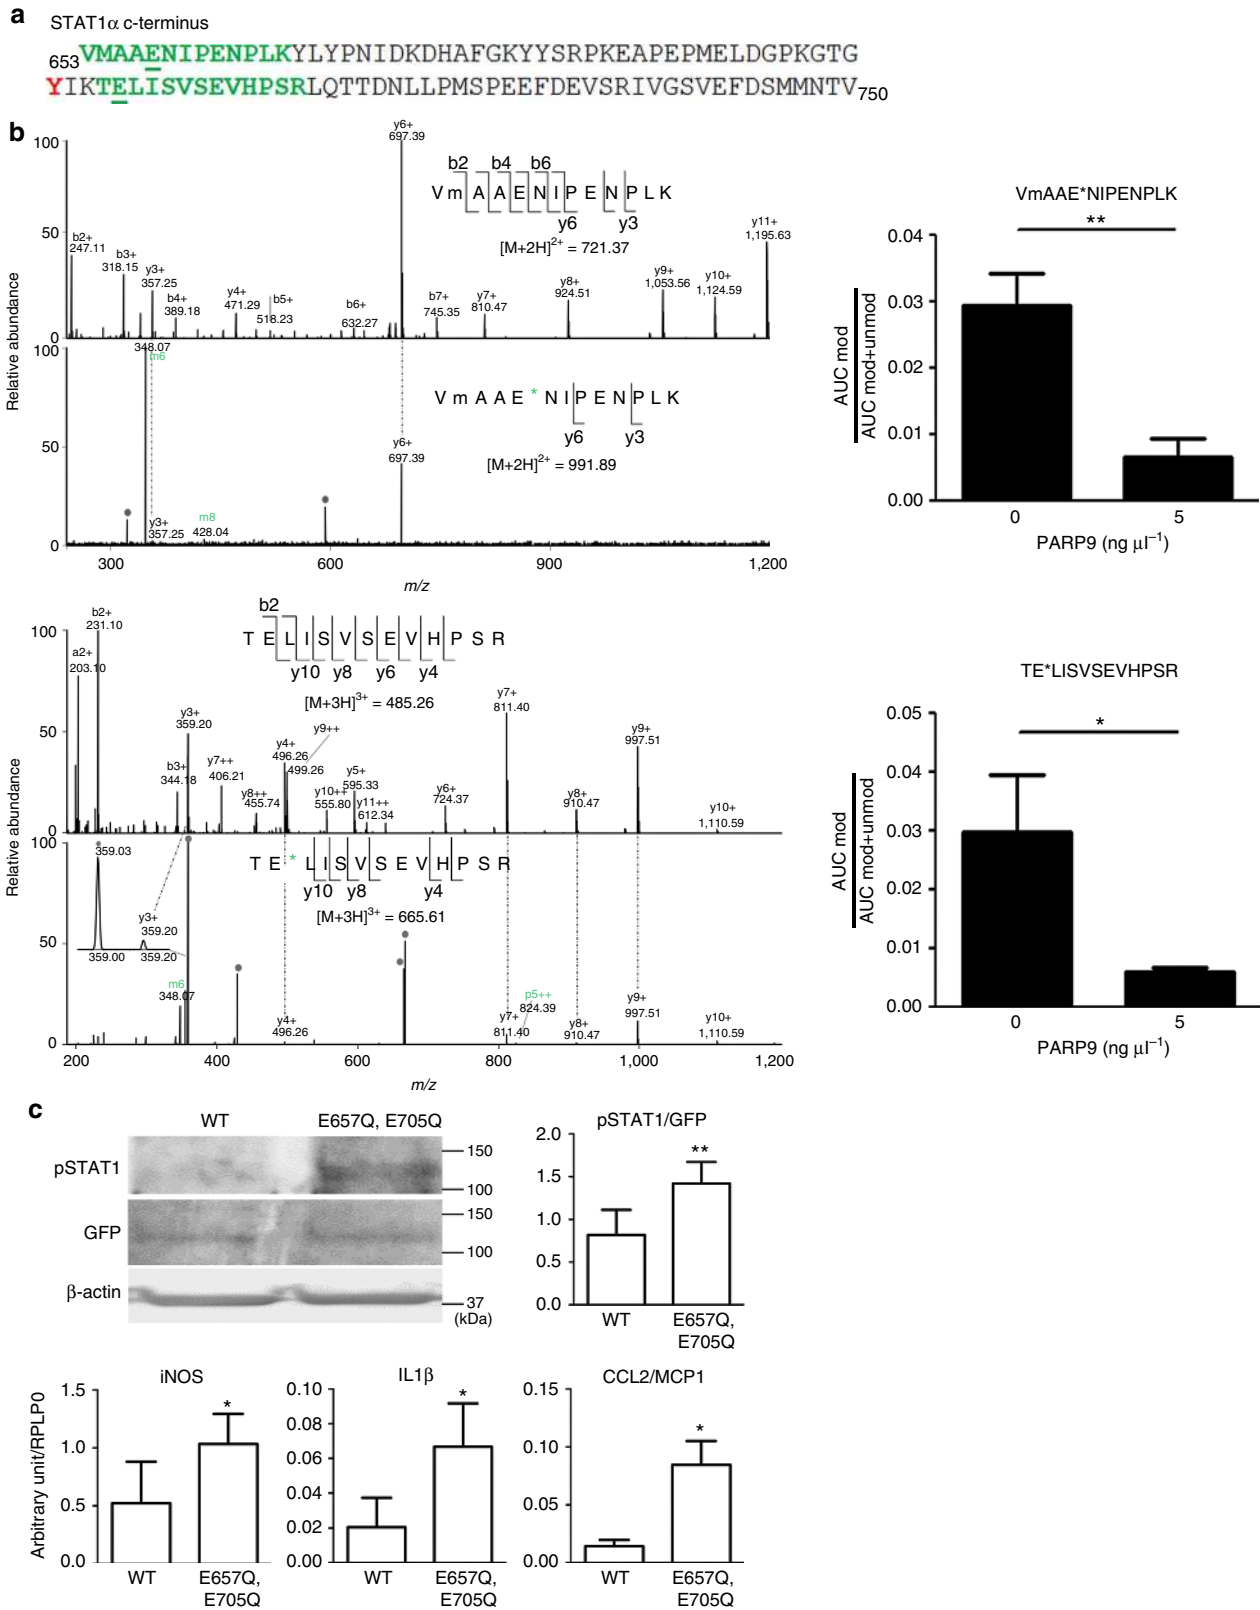 a
STAT1α c-terminus
653VMAAENIPENPLKYLYPNIDKDHAFGKYYSRPKEAPEPMELDGPKGTG
YIKTELISVSEVHPSRLQTTDNLLPMSPEEFDEVSRIVGSVEFDSMMNTV750
b
Relative abundance
100
50
0
b2+
247.11
b3+
318.15
y3+
357.25
b4+
389.18
y4+
471.29
b5+
518.23
b6+
632.27
y6+
697.39
b7+
745.35
y7+
810.47
y8+
924.51
y9+
1,053.56
y10+
1,124.59
y11+
1,195.63
b2 b4 b6
V m A A E N I P E N P L K
y6 y3
[M+2H]2+ = 721.37
100
50
0
348.07
m6
y3+
357.25
m8
428.04
y6+
697.39
V m A A E * N I P E N P L K
y6 y3
[M+2H]2+ = 991.89
300 600 900 1,200
m/z
VmAAE*NIPENPLK
**
AUC mod
AUC mod+unmod
0.04
0.03
0.02
0.01
0.00
0 5
PARP9 (ng μl−1)
Relative abundance
100
50
0
a2+
203.10
b2+
231.10
b3+
344.18
y3+
359.20
y7++
406.21
y8++
455.74
y4+
496.26
y9++
499.26
y10++
555.80
y5+
595.33
y11++
612.34
y6+
724.37
y7+
811.40
y8+
910.47
y9+
997.51
y10+
1,110.59
b2
T E L I S V S E V H P S R
y10 y8 y6 y4
[M+3H]3+ = 485.26
100
50
0
359.03
y3+
359.20
359.00 359.20
m6
348.07
y4+
496.26
y7+
811.40
p5++
824.39
y8+
910.47
y9+
997.51
y10+
1,110.59
T E * L I S V S E V H P S R
y10 y8 y4
[M+3H]3+ = 665.61
200 400 600 800 1,000 1,200
m/z
TE*LISVSEVHPSR
*
AUC mod
AUC mod+unmod
0.05
0.04
0.03
0.02
0.01
0.00
0 5
PARP9 (ng μl−1)
c
WT E657Q, E705Q
pSTAT1
150
100
GFP
150
100
β-actin
37
(kDa)
pSTAT1/GFP
**
2.0
1.5
1.0
0.5
0.0
WT E657Q,
E705Q
Arbitrary unit/RPLP0
iNOS
*
1.5
1.0
0.5
0.0
WT E657Q,
E705Q
IL1β
*
0.10
0.08
0.06
0.04
0.02
0.00
WT E657Q,
E705Q
CCL2/MCP1
*
0.15
0.10
0.05
0.00
WT E657Q,
E705Q